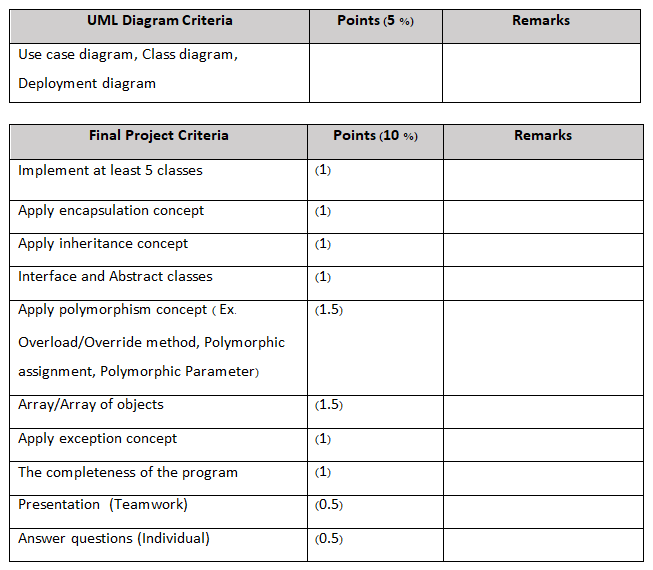 UML Diagram Criteria Points (5 %) Remarks
Use case diagram, Class diagram,
Deployment diagram
Final Project Criteria Points (10 %) Remarks
Implement at least 5 classes (1)
Apply encapsulation concept (1)
Apply inheritance concept (1)
Interface and Abstract classes (1)
Apply polymorphism concept ( Ex. (1.5)
Overload/Override method, Polymorphic
assignment, Polymorphic Parameter)
Array/Array of objects (1.5)
Apply exception concept (1)
The completeness of the program (1)
Presentation (Teamwork) (0.5)
Answer questions (Individual) (0.5)